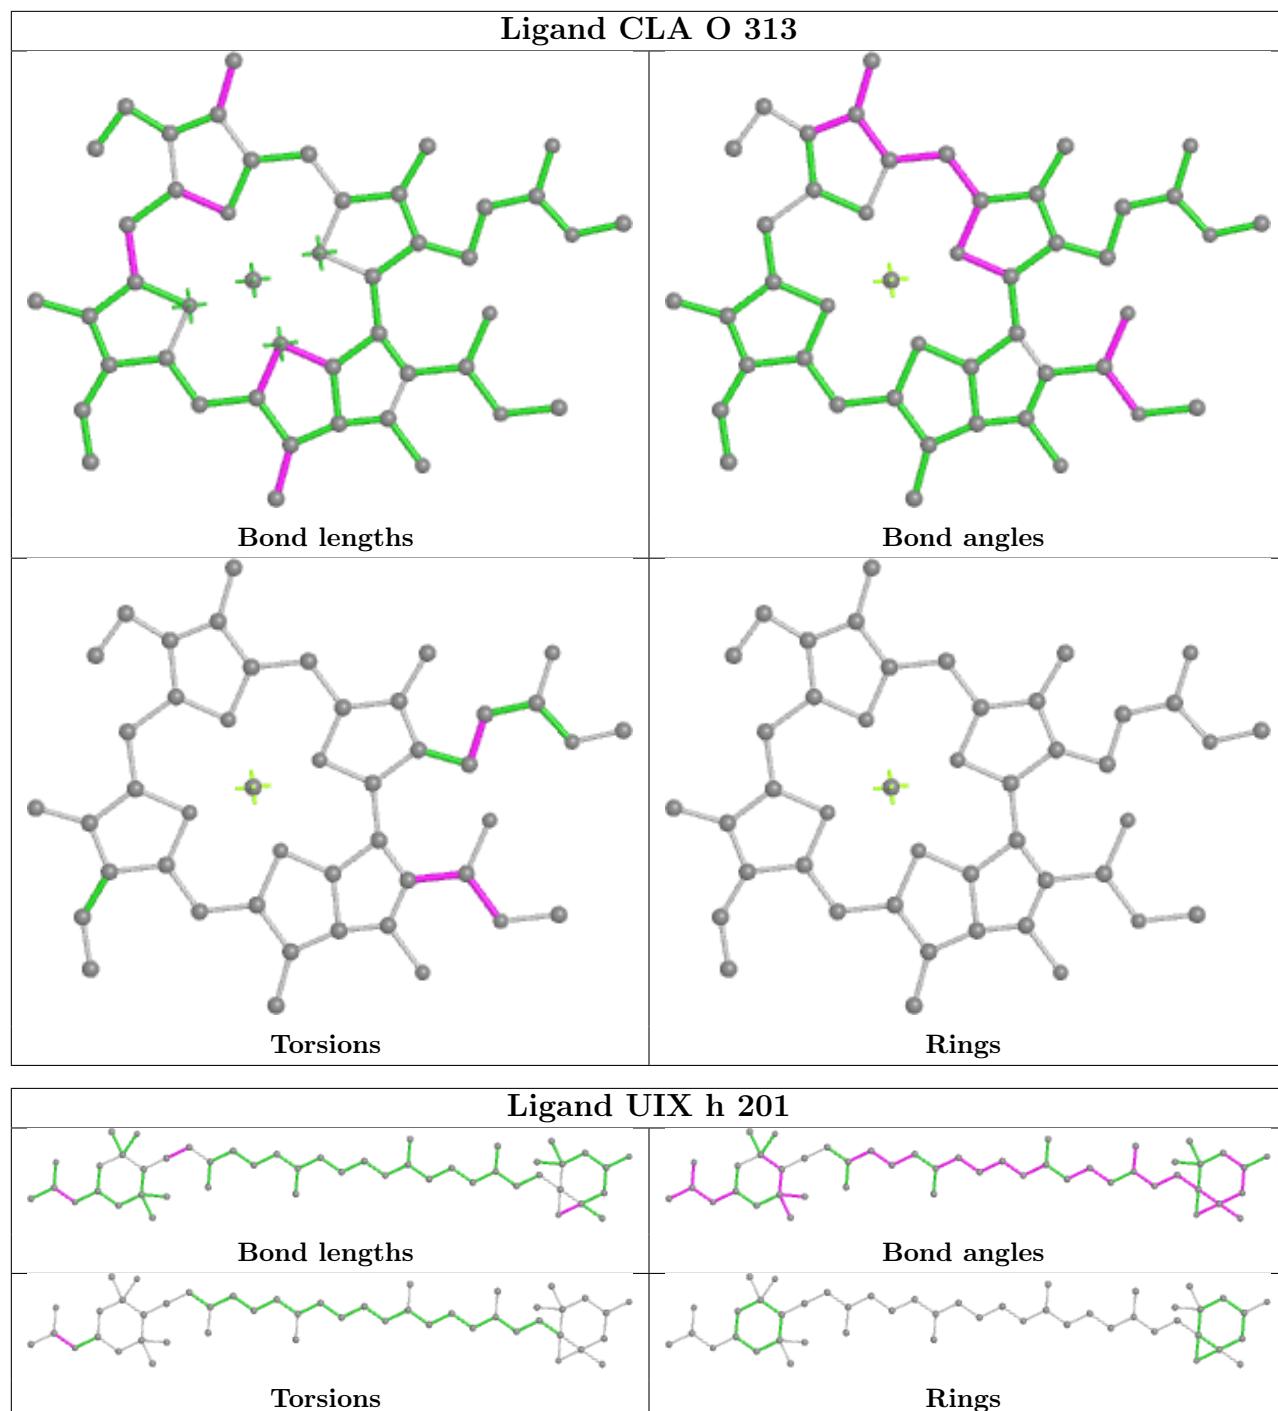 Ligand CLA O 313
Bond lengths
Bond angles
Torsions
Rings
Ligand UIX h 201
Bond lengths
Bond angles
Torsions
Rings